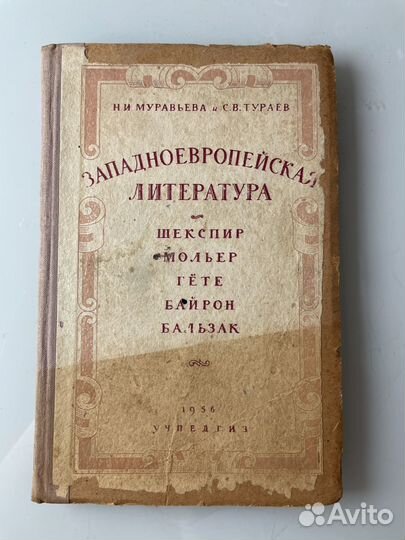 Н.И МУРАВЬЕВА и С.В.ТУРАЕВ
ЗАПАДНОЕВРОПЕЙСКАЯ
ЛИТЕРАТУРА
ШЕКСПИР
МОЛЬЕР
ГЁТЕ
БАЙРОН
БАЛЬЗАК
1956
УЧПЕДГИЗ
Avito